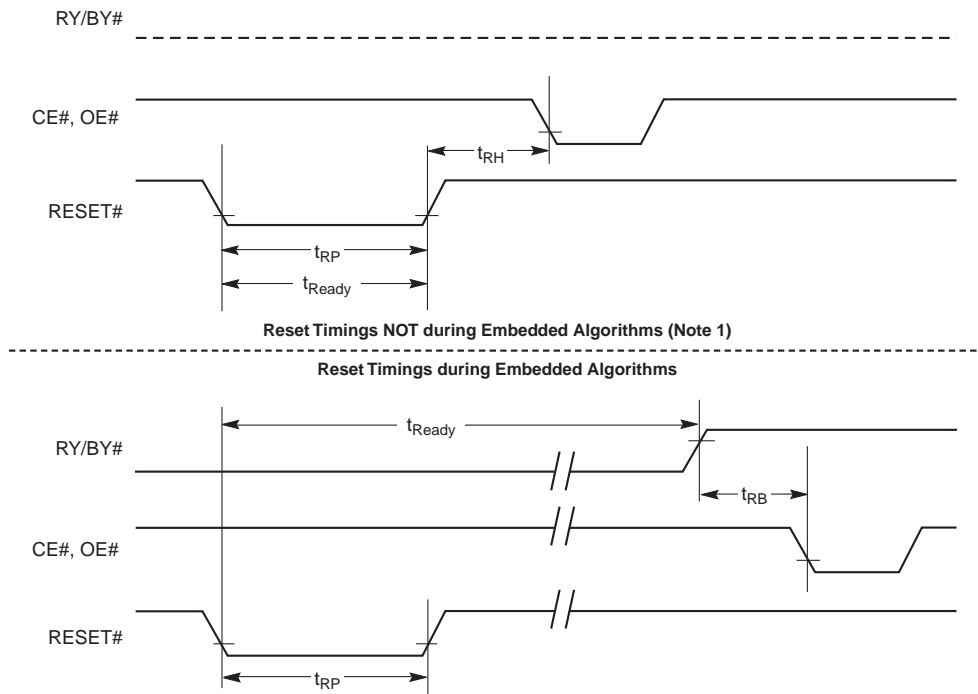 RY/BY#
CE#, OE#
tRH
RESET#
tRP
tReady
Reset Timings NOT during Embedded Algorithms (Note 1)
Reset Timings during Embedded Algorithms
tReady
RY/BY#
tRB
CE#, OE#
RESET#
tRP